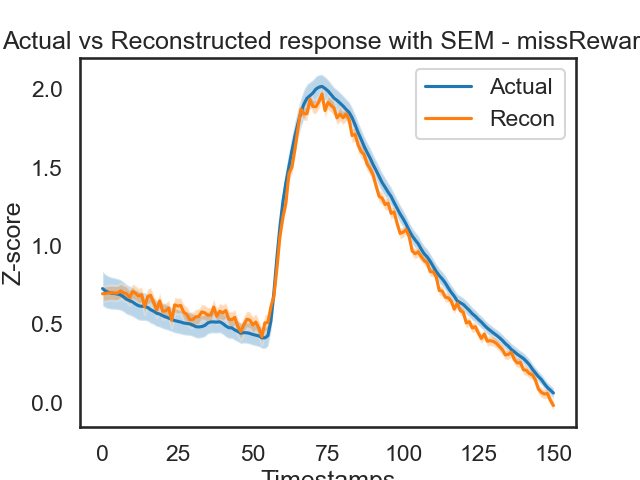 Actual vs Reconstructed response with SEM - missRewar
Actual
Recon
Z-score
2.0
1.5
1.0
0.5
0.0
0 25 50 75 100 125 150
Timestamps